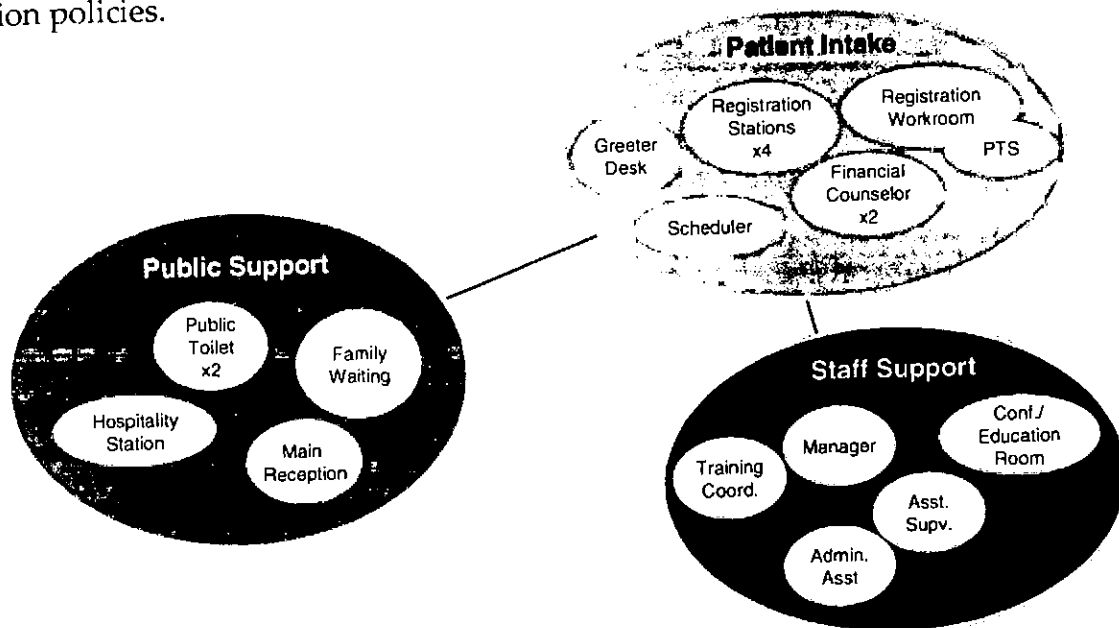 ion policies.
Patient Intake
Registration
Stations
x4
Registration
Workroom
Greeter
Desk
PTS
Financial
Counselor
x2
Scheduler
Public Support
Public
Toilet
x2
Family
Waiting
Hospitality
Station
Main
Reception
Staff Support
Manager
Conf./
Education
Room
Training
Coord.
Asst.
Supv.
Admin.
Asst